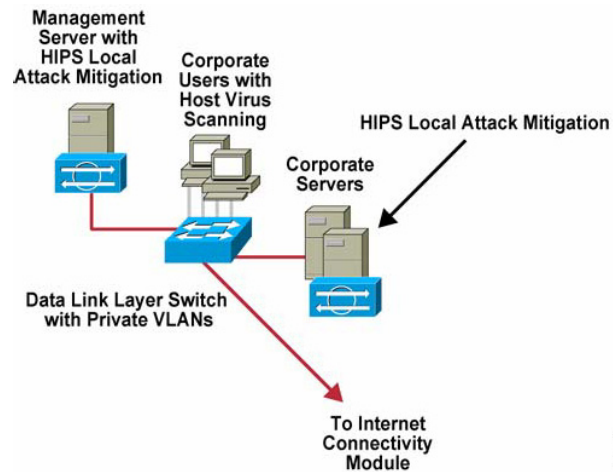 Management
Server with
HIPS Local
Attack Mitigation
Corporate
Users with
Host Virus
Scanning
HIPS Local Attack Mitigation
Corporate
Servers
Data Link Layer Switch
with Private VLANs
To Internet
Connectivity
Module